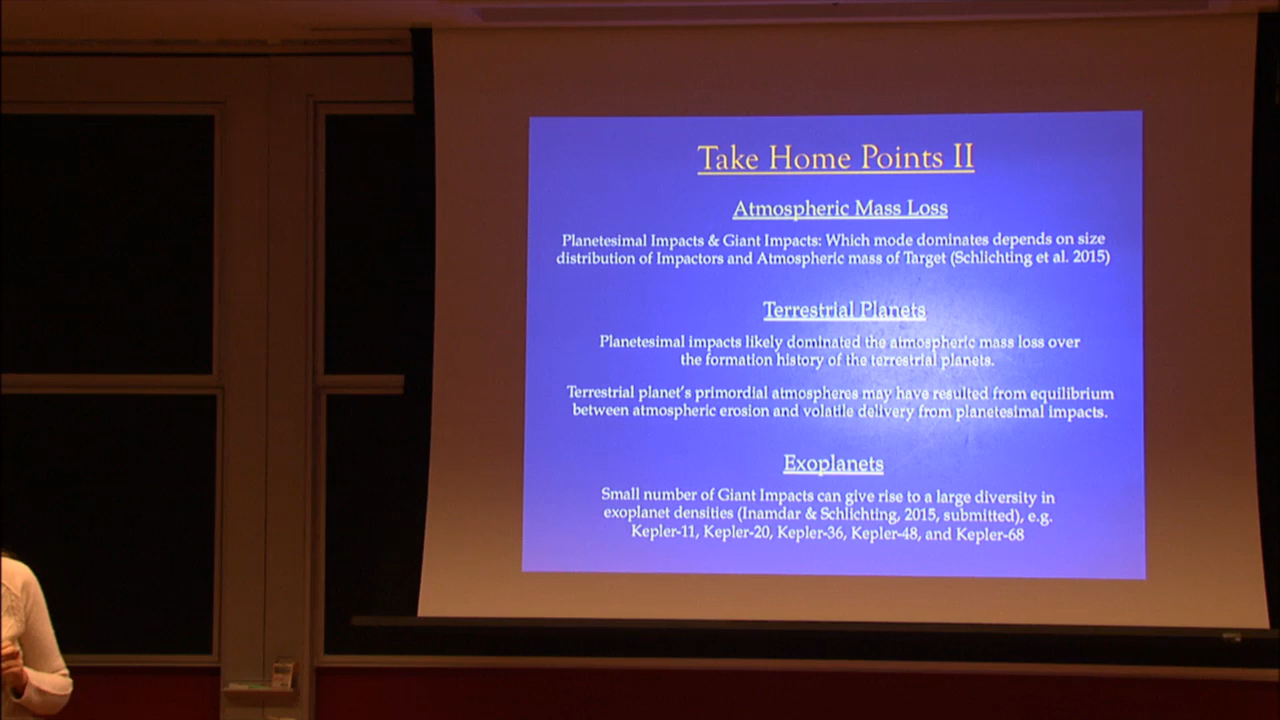 Take Home Points II
Atmospheric Mass Loss
Planetesimal Impacts & Giant Impacts: Which mode dominates depends on size
distribution of Impactors and Atmospheric mass of Target (Schlichting et al. 2015)
Terrestrial Planets
Planetesimal impacts likely dominated the atmospheric mass loss over
the formation history of the terrestrial planets.
Terrestrial planet's primordial atmospheres may have resulted from equilibrium
between atmospheric erosion and volatile delivery from planetesimal impacts.
Exoplanets
Small number of Giant Impacts can give rise to a large diversity in
exoplanet densities (Inamdar & Schlichting, 2015, submitted), e.g.
Kepler-11, Kepler-20, Kepler-36, Kepler-48, and Kepler-68